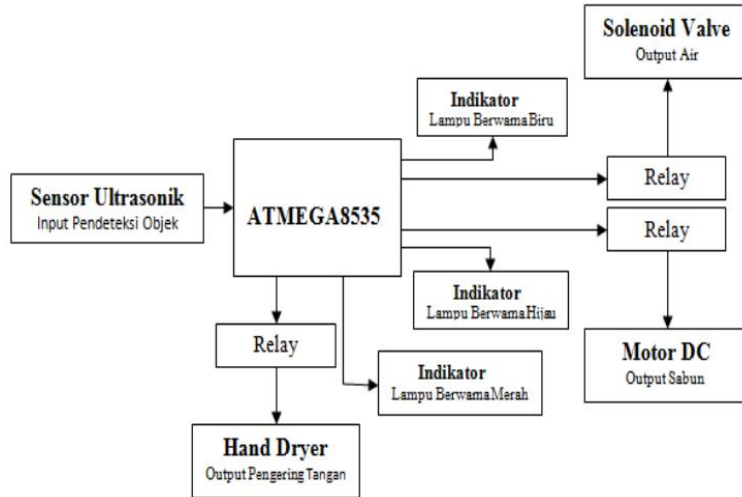 Solenoid Valve
Output Air
Indikator
Lampu Berwarna Biru
Relay
Sensor Ultrasonik
Input Pendeteksi Objek
ATMEGA8535
Relay
Indikator
Lampu Berwarna Hijau
Relay
Motor DC
Output Sabun
Indikator
Lampu Berwarna Merah
Hand Dryer
Output Pengering Tangan